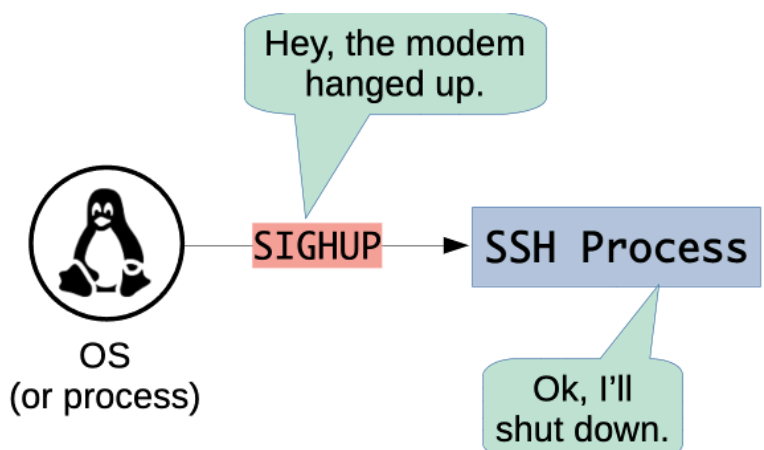 Hey, the modem
hanged up.
SIGHUP
SSH Process
OS
(or process)
Ok, I’ll
shut down.